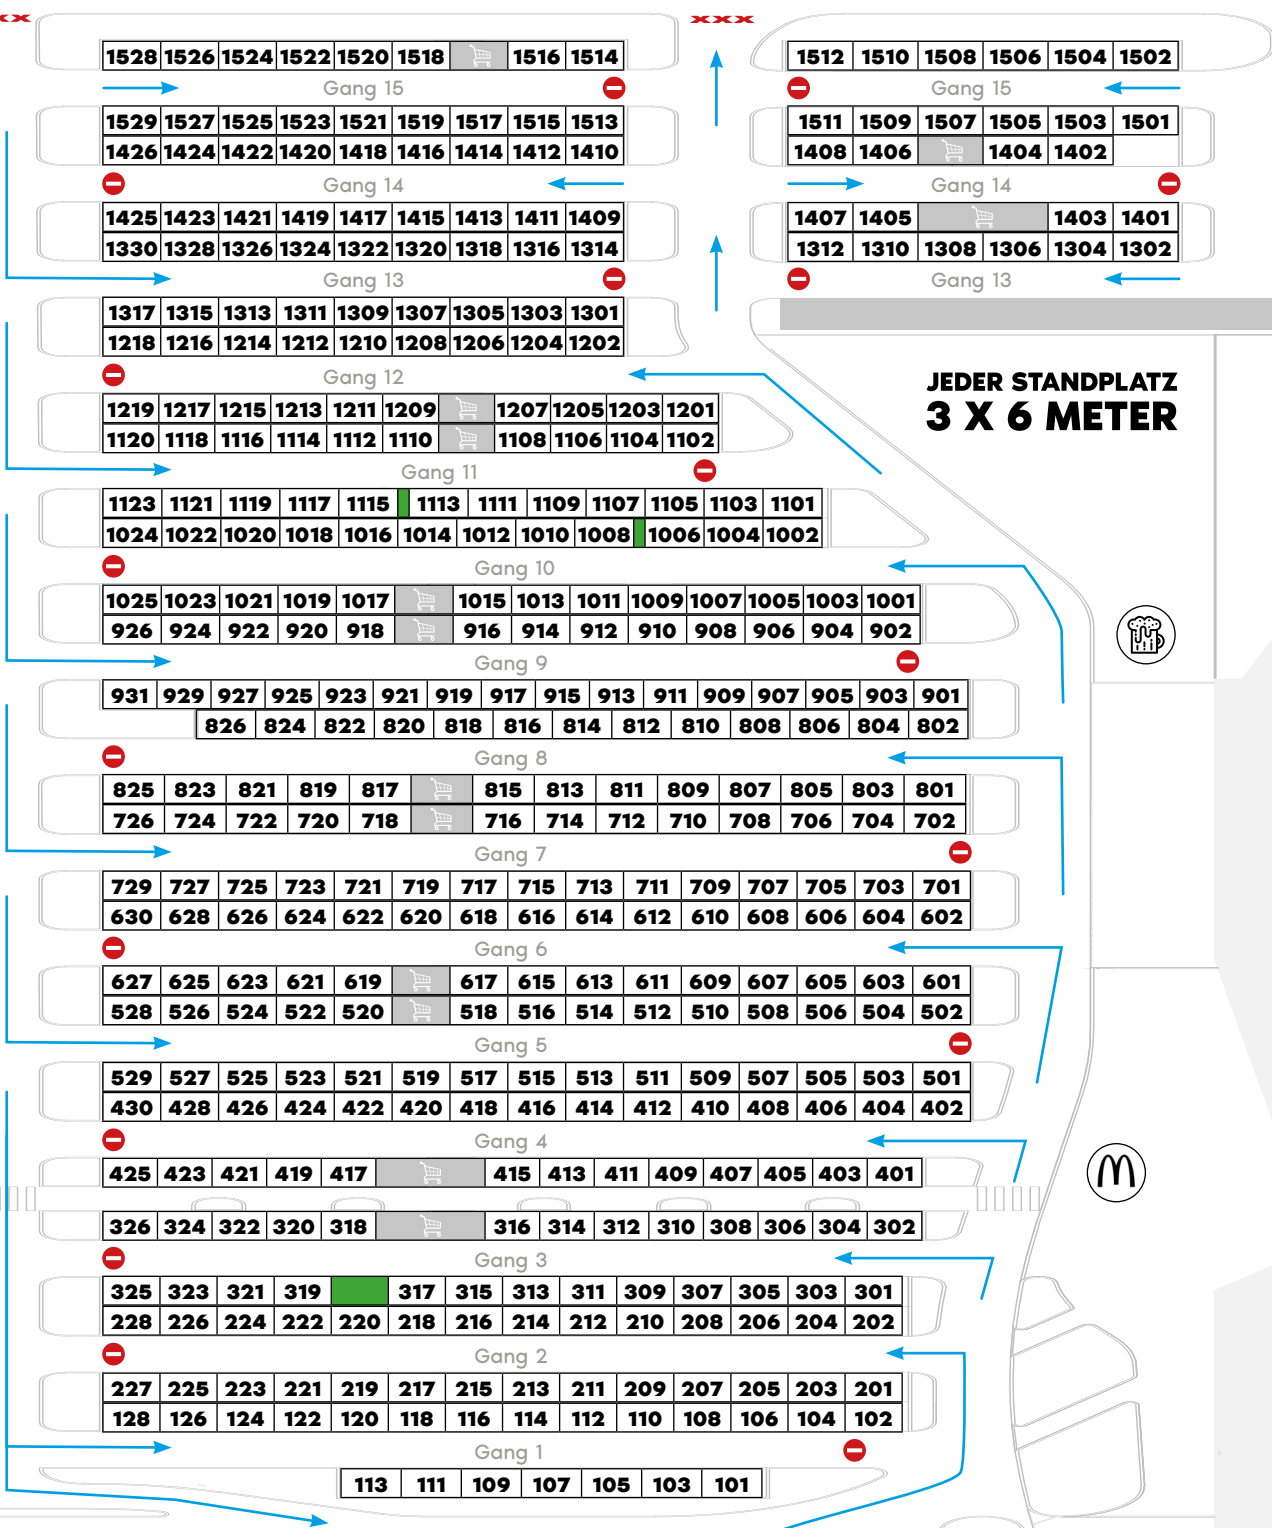 xxx xxx
1528 1526 1524 1522 1520 1518 1516 1514 1512 1510 1508 1506 1504 1502
Gang 15 Gang 15
1529 1527 1525 1523 1521 1519 1517 1515 1513 1511 1509 1507 1505 1503 1501
1426 1424 1422 1420 1418 1416 1414 1412 1410 1408 1406 1404 1402
Gang 14 Gang 14
1425 1423 1421 1419 1417 1415 1413 1411 1409 1407 1405 1403 1401
1330 1328 1326 1324 1322 1320 1318 1316 1314 1312 1310 1308 1306 1304 1302
Gang 13 Gang 13
1317 1315 1313 1311 1309 1307 1305 1303 1301
1218 1216 1214 1212 1210 1208 1206 1204 1202
Gang 12
JEDER STANDPLATZ
3 X 6 METER
1219 1217 1215 1213 1211 1209 1207 1205 1203 1201
1120 1118 1116 1114 1112 1110 1108 1106 1104 1102
Gang 11
1123 1121 1119 1117 1115 1113 1111 1109 1107 1105 1103 1101
1024 1022 1020 1018 1016 1014 1012 1010 1008 1006 1004 1002
Gang 10
1025 1023 1021 1019 1017 1015 1013 1011 1009 1007 1005 1003 1001
926 924 922 920 918 916 914 912 910 908 906 904 902
Gang 9
931 929 927 925 923 921 919 917 915 913 911 909 907 905 903 901
826 824 822 820 818 816 814 812 810 808 806 804 802
Gang 8
825 823 821 819 817 815 813 811 809 807 805 803 801
726 724 722 720 718 716 714 712 710 708 706 704 702
Gang 7
729 727 725 723 721 719 717 715 713 711 709 707 705 703 701
630 628 626 624 622 620 618 616 614 612 610 608 606 604 602
Gang 6
627 625 623 621 619 617 615 613 611 609 607 605 603 601
528 526 524 522 520 518 516 514 512 510 508 506 504 502
Gang 5
529 527 525 523 521 519 517 515 513 511 509 507 505 503 501
430 428 426 424 422 420 418 416 414 412 410 408 406 404 402
Gang 4
425 423 421 419 417 415 413 411 409 407 405 403 401
326 324 322 320 318 316 314 312 310 308 306 304 302
Gang 3
325 323 321 319 317 315 313 311 309 307 305 303 301
228 226 224 222 220 218 216 214 212 210 208 206 204 202
Gang 2
227 225 223 221 219 217 215 213 211 209 207 205 203 201
128 126 124 122 120 118 116 114 112 110 108 106 104 102
Gang 1
113 111 109 107 105 103 101